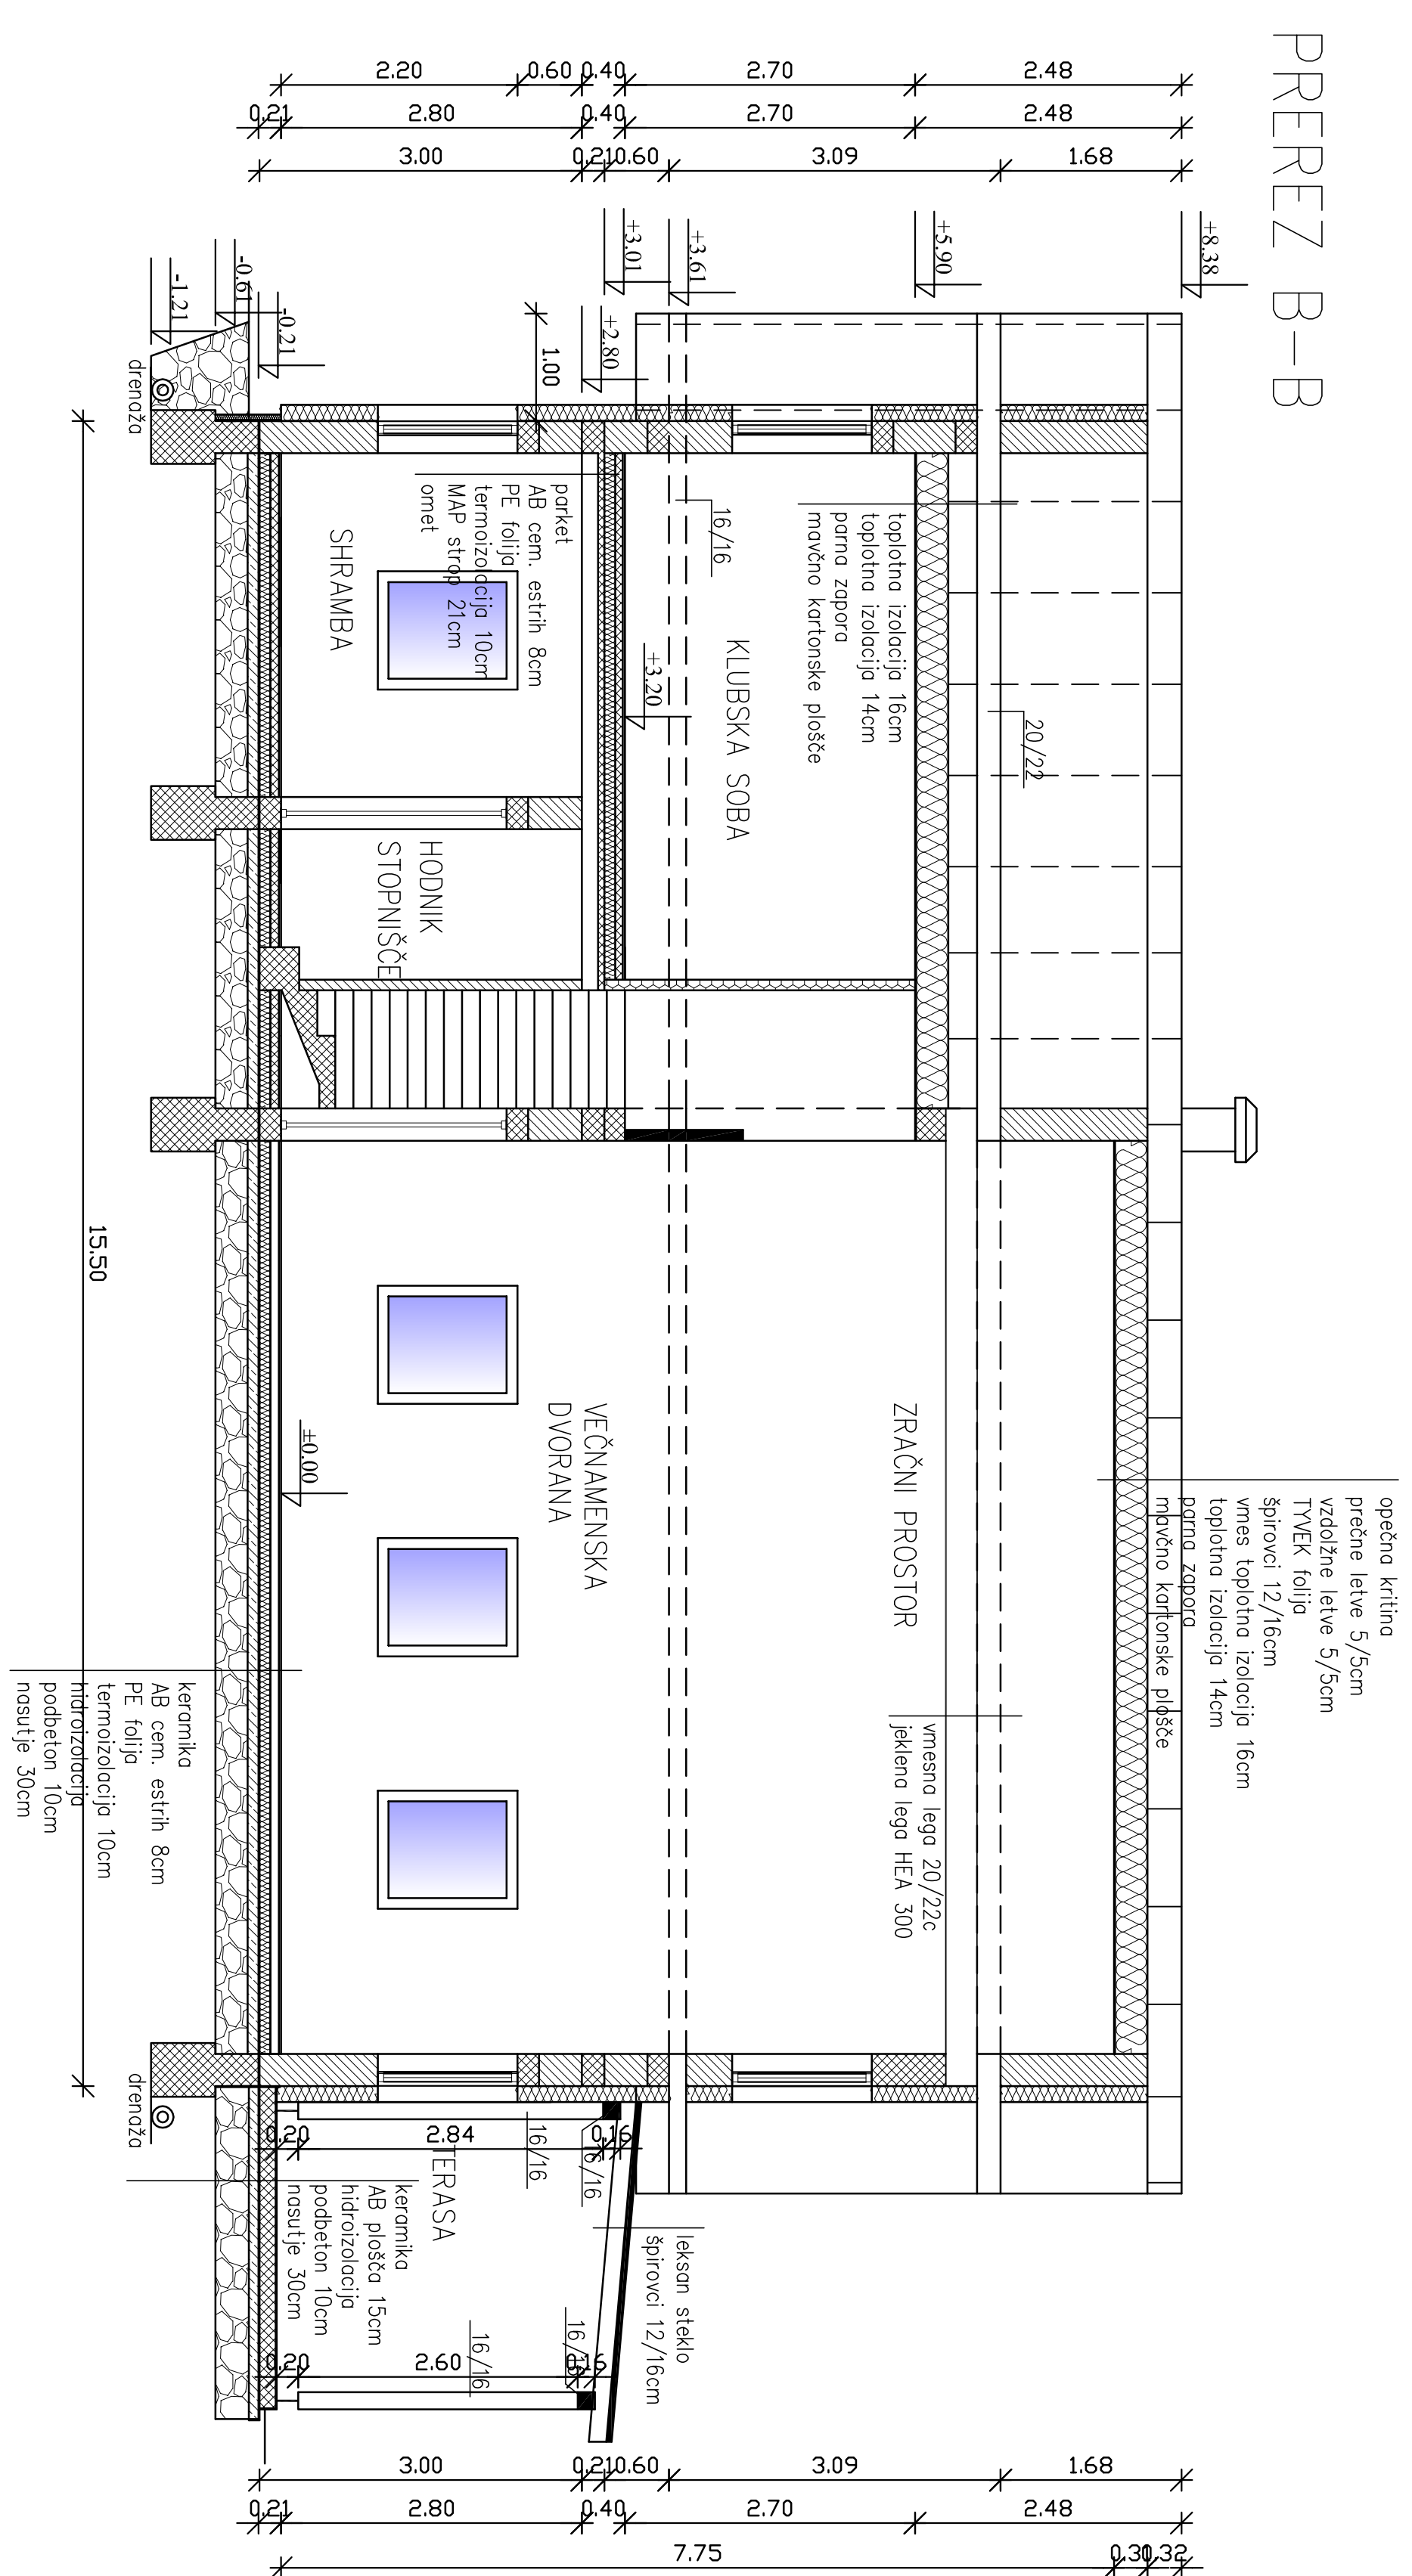 PREREZ B-B
2.20
0.60
0.40
2.70
2.48
0.21
2.80
0.40
2.70
2.48
3.00
0.21
0.60
3.09
1.68
+8.38
+5.90
+3.61
+3.01
+2.80
-0.21
-0.61
-1.21
1.00
drenaža
toplotna izolacija 16cm
toplotna izolacija 14cm
parna zapora
mavčno kartonske plošče
16/16
20/22
KLUBSKA SOBA
+3.20
parket
AB cem. estrih 8cm
PE folija
termoizolacija 10cm
MAP strop 21cm
omet
SHRAMBA
HODNIK
STOPNIŠČE
15.50
ZRAČNI PROSTOR
VEČNAMENSKA
DVORANA
±0.00
opečna kritina
prečne letve 5/5cm
vzdolžne letve 5/5cm
TYVEK folija
špirovci 12/16cm
vmes toplotna izolacija 16cm
toplotna izolacija 14cm
parna zapora
mavčno kartonske plošče
vmesna lega 20/22c
jeklena lega HEA 300
keramika
AB cem. estrih 8cm
PE folija
termoizolacija 10cm
hidroizolacija
podbeton 10cm
nasutje 30cm
drenaža
0.20
2.84
0.16
16/16
16/16
TERASA
keramika
AB plošča 15cm
hidroizolacija
podbeton 10cm
nasutje 30cm
leksan steklo
špirovci 12/16cm
16/16
16/16
0.20
2.60
0.16
3.00
0.21
0.60
3.09
1.68
0.21
2.80
0.40
2.70
2.48
7.75
0.31
0.32